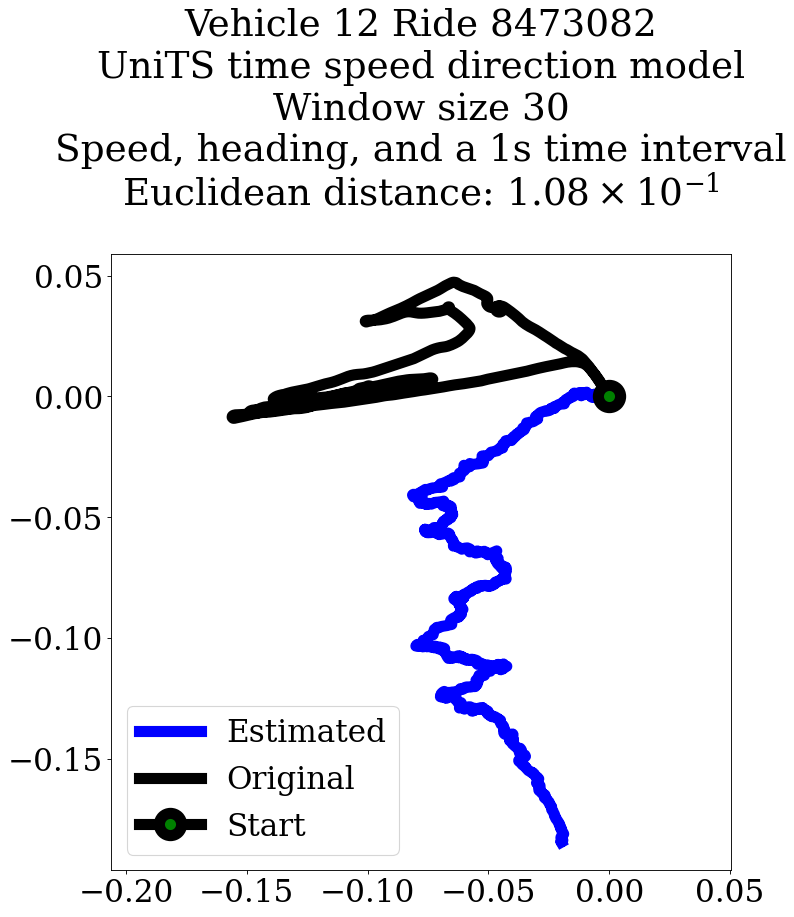 Vehicle 12 Ride 8473082
UniTS time speed direction model
Window size 30
Speed, heading, and a 1s time interval
Euclidean distance: 1.08 × 10⁻¹
0.05
0.00
−0.05
−0.10
−0.15
Estimated
Original
Start
−0.20 −0.15 −0.10 −0.05 0.00 0.05